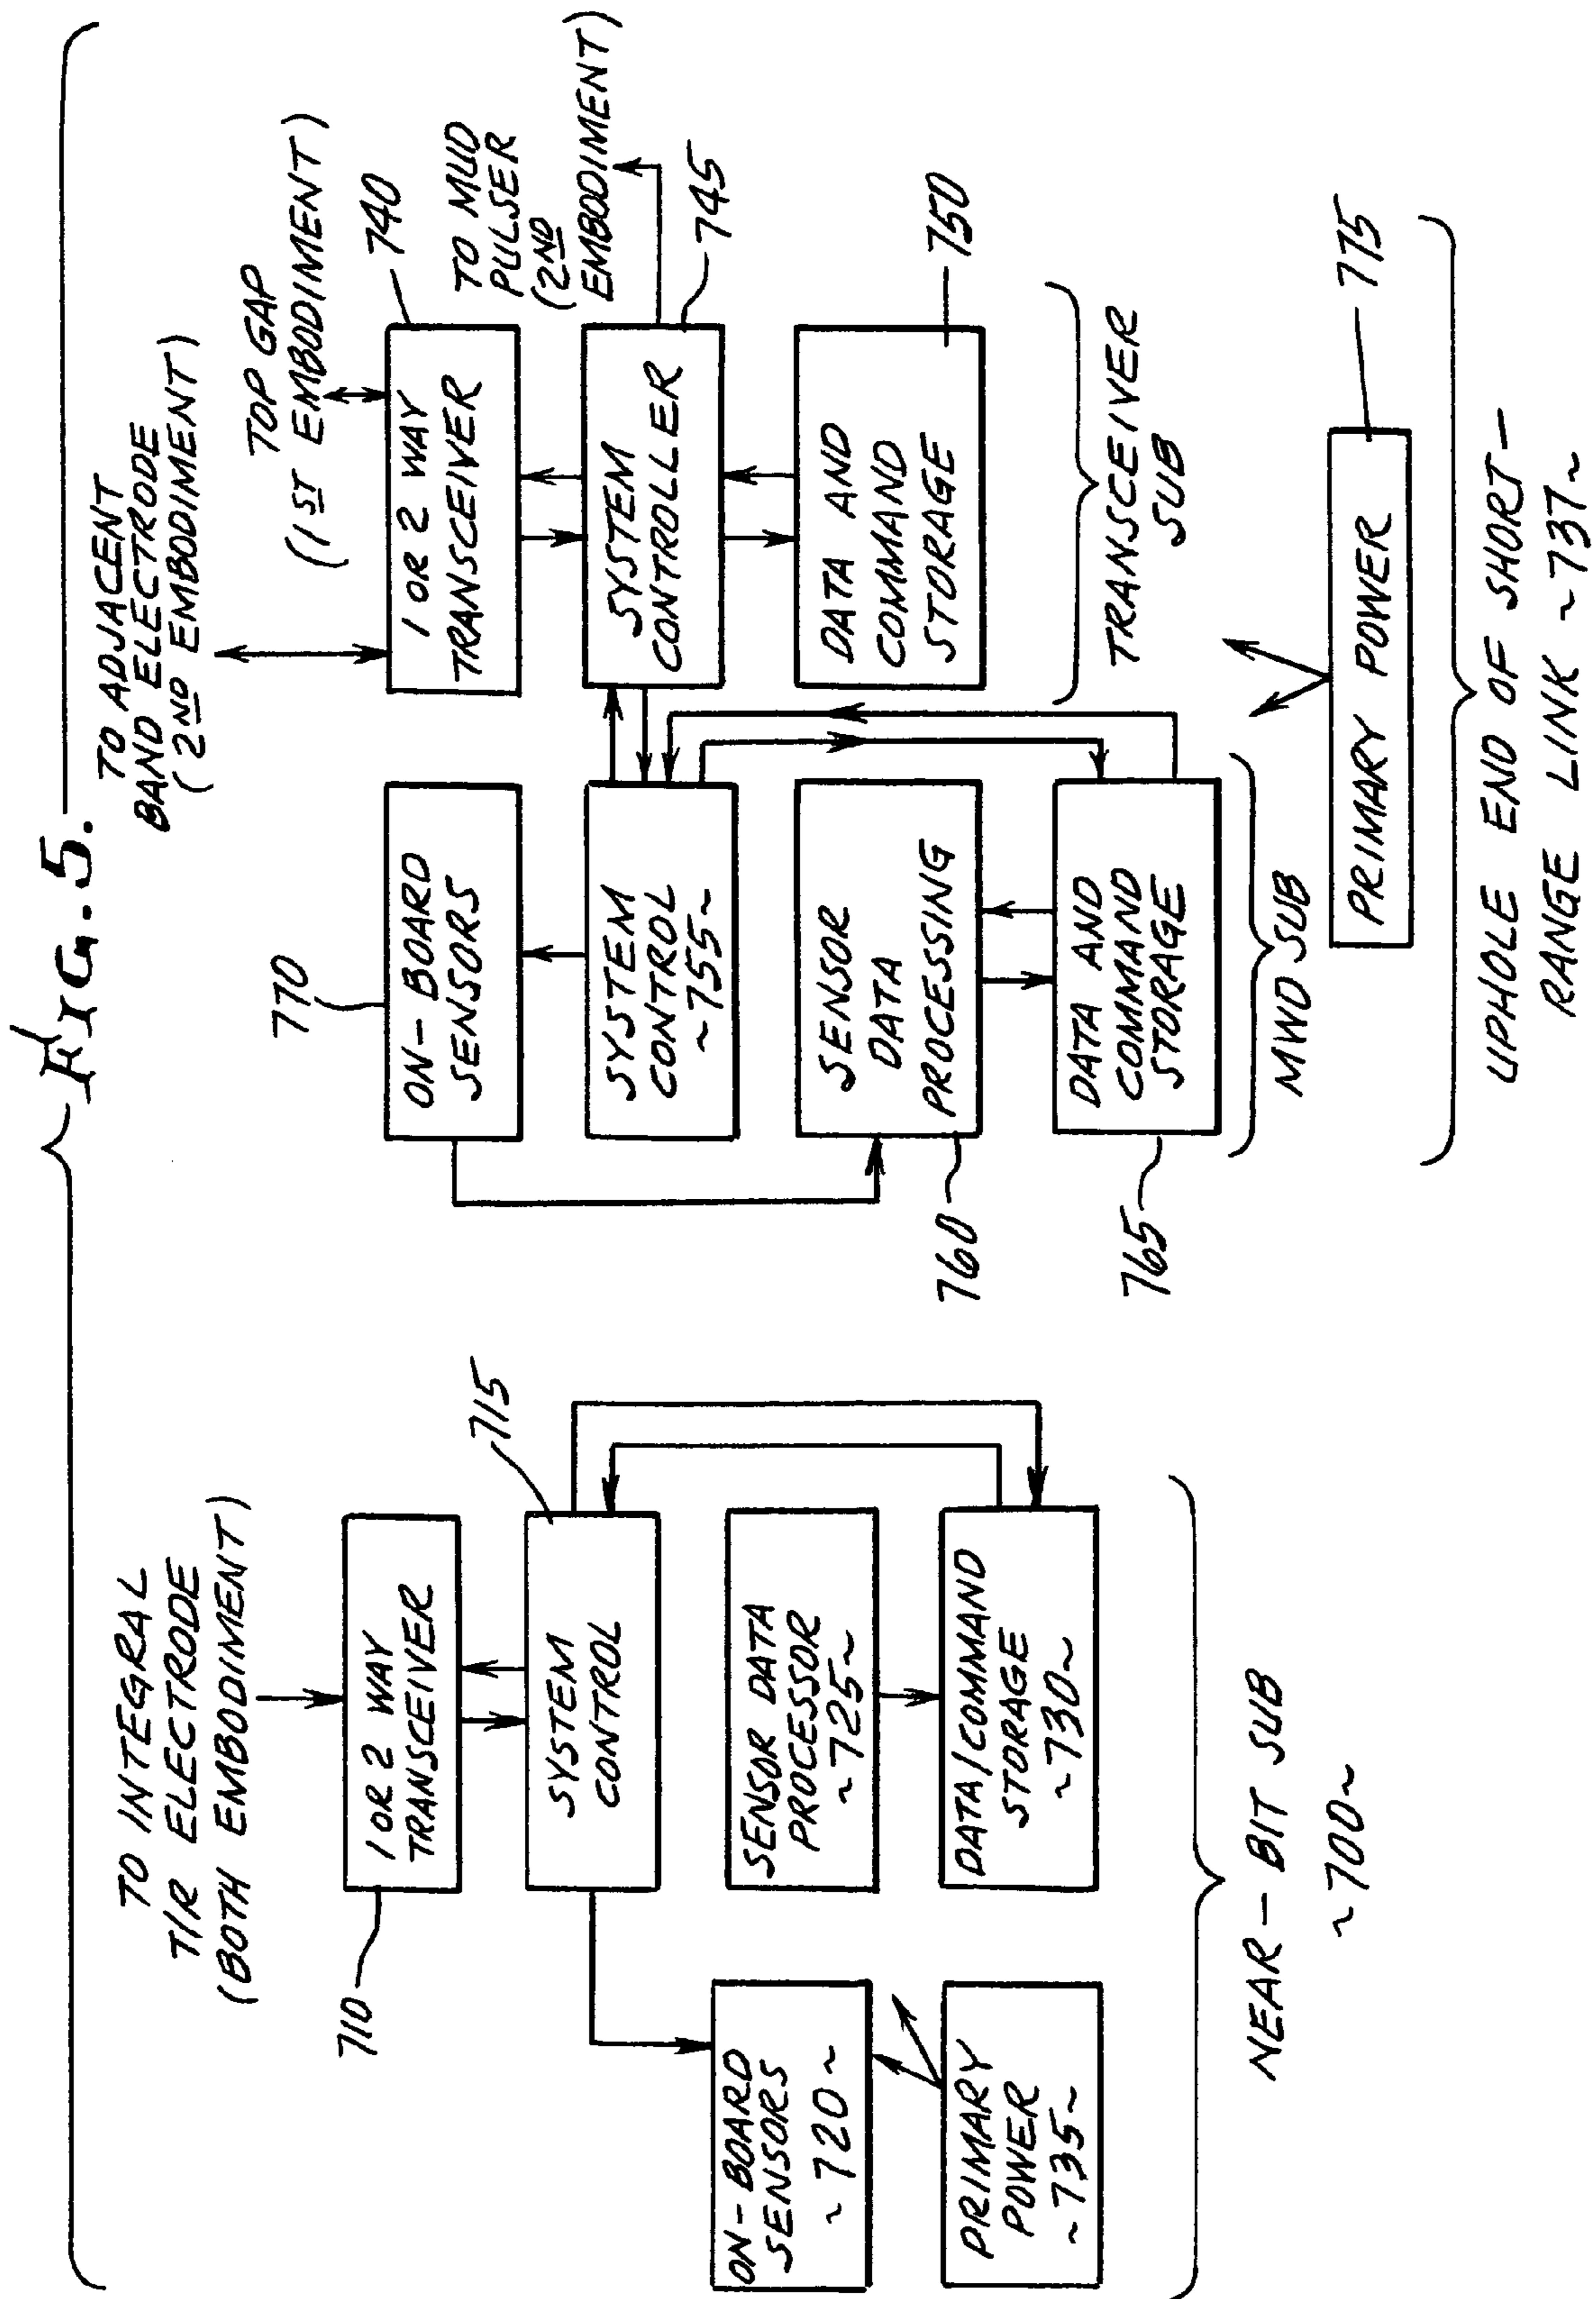 FIG. 5.
TO INTEGRAL
T/R ELECTRODE
(BOTH EMBODIMENT)
710
1 OR 2 WAY
TRANSCEIVER
715
SYSTEM
CONTROL
ON-BOARD
SENSORS
~720~
SENSOR DATA
PROCESSOR
~725~
PRIMARY
POWER
~735~
DATA/COMMAND
STORAGE
~730~
NEAR-BIT SUB
~700~
TO ADJACENT
BAND ELECTRODE
(2ND EMBODIMENT)
TOP GAP
(1ST EMBODIMENT)
770
ON-BOARD
SENSORS
1 OR 2 WAY
TRANSCEIVER
740
TO MUD
PULSER
(2ND
EMBODIMENT)
SYSTEM
CONTROL
~755~
SYSTEM
CONTROLLER
745
760
SENSOR
DATA
PROCESSING
DATA AND
COMMAND
STORAGE
750
765
DATA AND
COMMAND
STORAGE
MWD SUB
TRANSCEIVER
SUB
PRIMARY POWER
775
UPHOLE END OF SHORT-
RANGE LINK ~737~